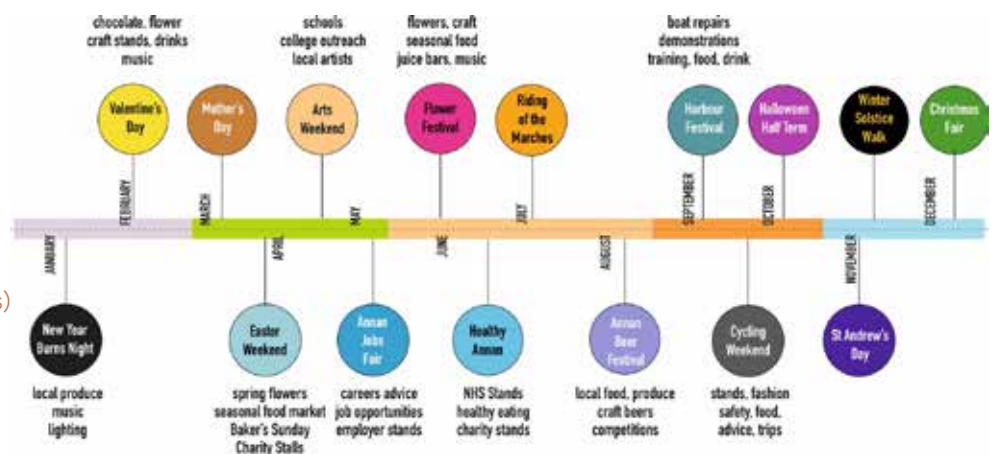 chocolate, flower
craft stands, drinks
music
schools
college outreach
local artists
flowers, craft
seasonal food
juice bars, music
boat repairs
demonstrations
training, food, drink
Valentine's
Day
Mother's
Day
Arts
Weekend
Flower
Festival
Riding
of the
Marches
Harbour
Festival
Halloween
Half Term
Winter
Solstice
Walk
Christmas
Fair
JANUARY
FEBRUARY
MARCH
APRIL
MAY
JUNE
JULY
AUGUST
SEPTEMBER
OCTOBER
NOVEMBER
DECEMBER
s)
New Year
Burns Night
Easter
Weekend
Annan
Jobs
Fair
Healthy
Annan
Annan
Beer
Festival
Cycling
Weekend
St Andrew's
Day
local produce
music
lighting
spring flowers
seasonal food market
Baker's Sunday
Charity Stalls
careers advice
job opportunities
employer stands
NHS Stands
healthy eating
charity stands
local food, produce
craft beers
competitions
stands, fashion
safety, food,
advice, trips